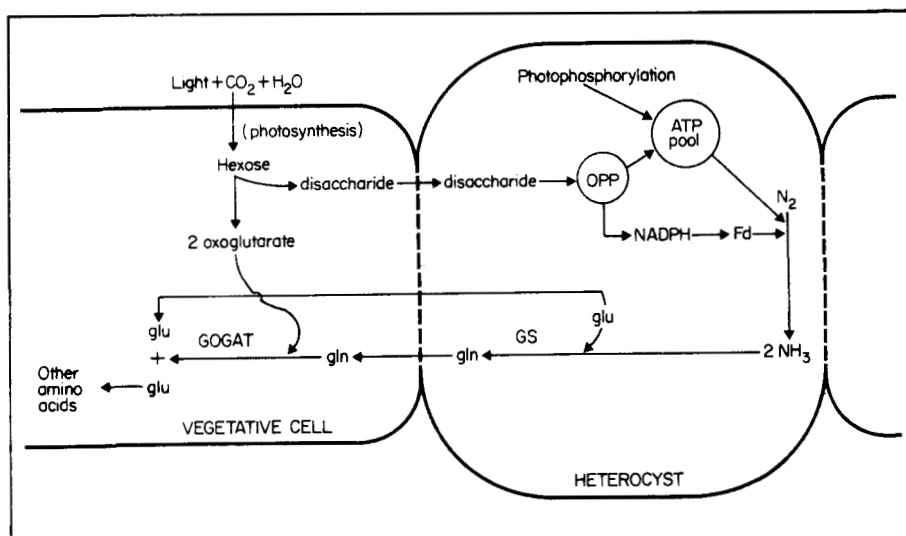 Light + CO₂ + H₂O
(photosynthesis)
Hexose
disaccharide
2 oxoglutarate
glu
+
GOGAT
gln
Other
amino
acids
glu
VEGETATIVE CELL
Photophosphorylation
ATP
pool
disaccharide
OPP
N₂
NADPH
Fd
glu
GS
gln
2 NH₃
HETEROCYST